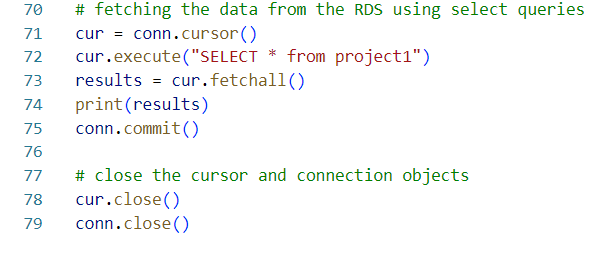 70 # fetching the data from the RDS using select queries
71 cur = conn.cursor()
72 cur.execute("SELECT * from project1")
73 results = cur.fetchall()
74 print(results)
75 conn.commit()
76
77 # close the cursor and connection objects
78 cur.close()
79 conn.close()